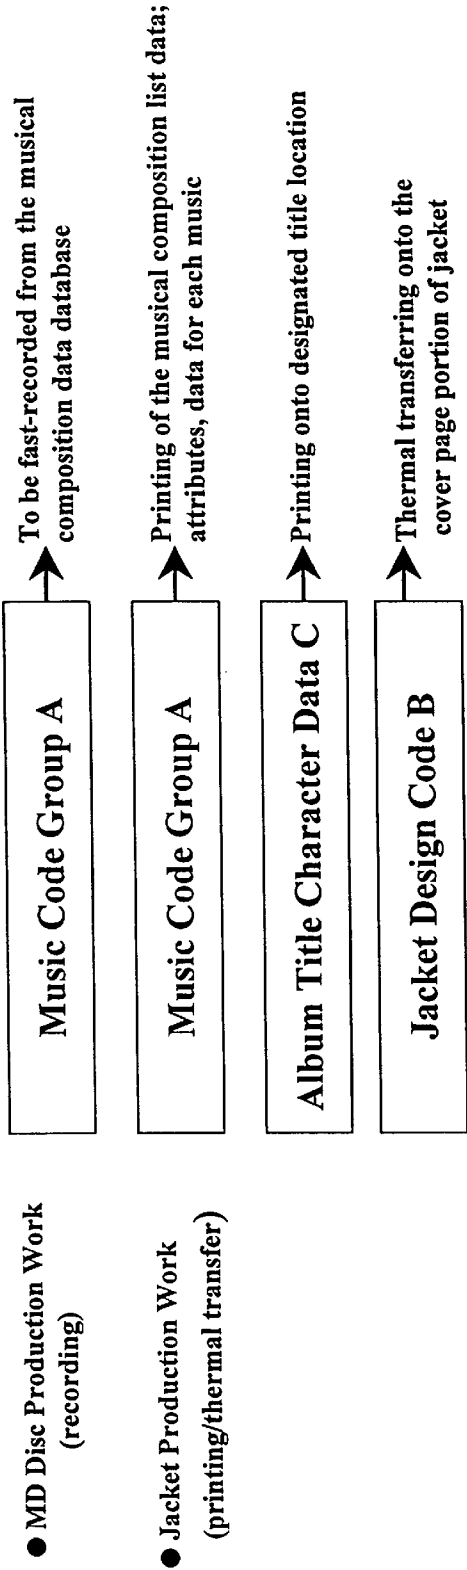 ● MD Disc Production Work
(recording)
Music Code Group A
To be fast-recorded from the musical
composition data database
● Jacket Production Work
(printing/thermal transfer)
Music Code Group A
Printing of the musical composition list data;
attributes, data for each music
Album Title Character Data C
Printing onto designated title location
Jacket Design Code B
Thermal transferring onto the
cover page portion of jacket